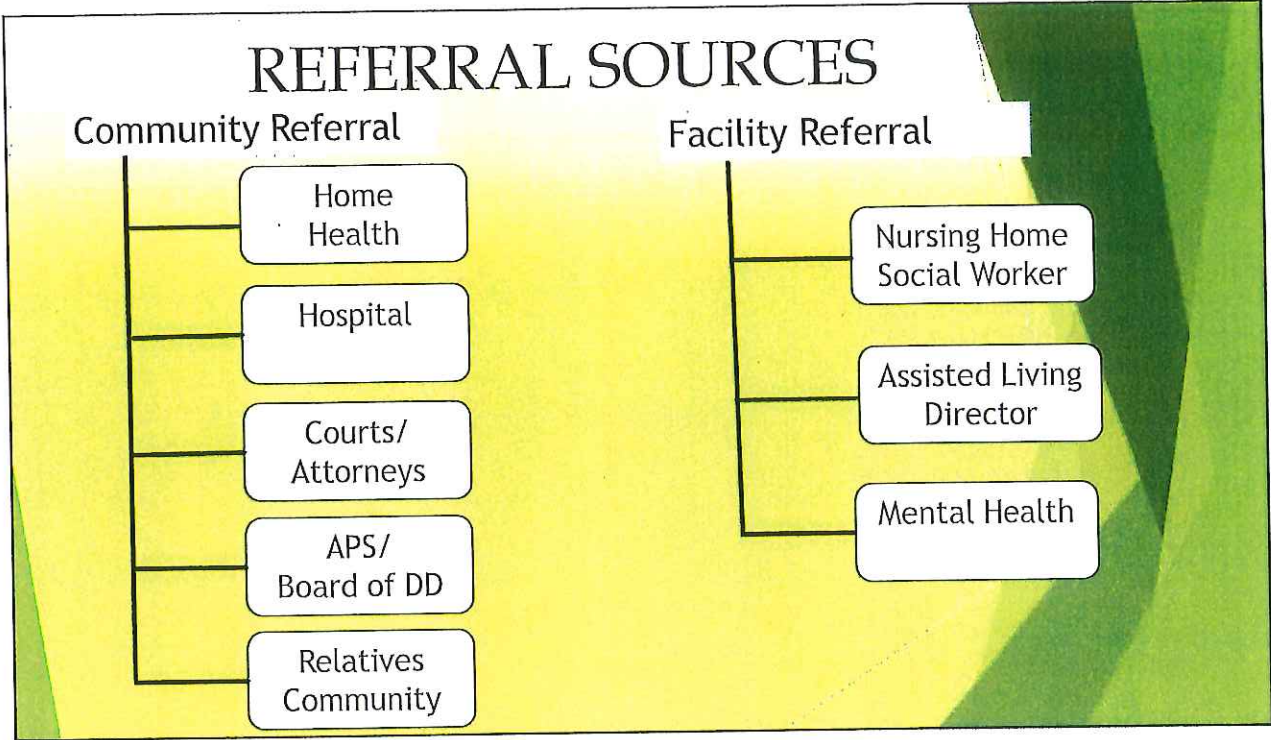 REFERRAL SOURCES
Community Referral
Home
Health
Hospital
Courts/
Attorneys
APS/
Board of DD
Relatives
Community
Facility Referral
Nursing Home
Social Worker
Assisted Living
Director
Mental Health